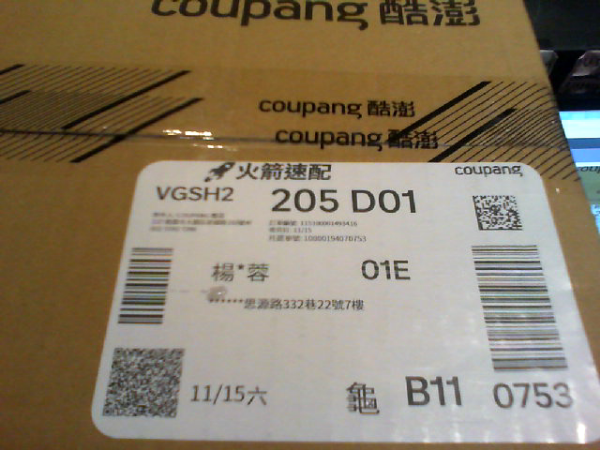 coupang 酷澎
coupang 酷澎
coupang 酷澎
火箭速配
coupang
VGSH2
205 D01
11/15
楊*蓉
01E
******思源路332巷22號7樓
11/15六
龜
B11
0753